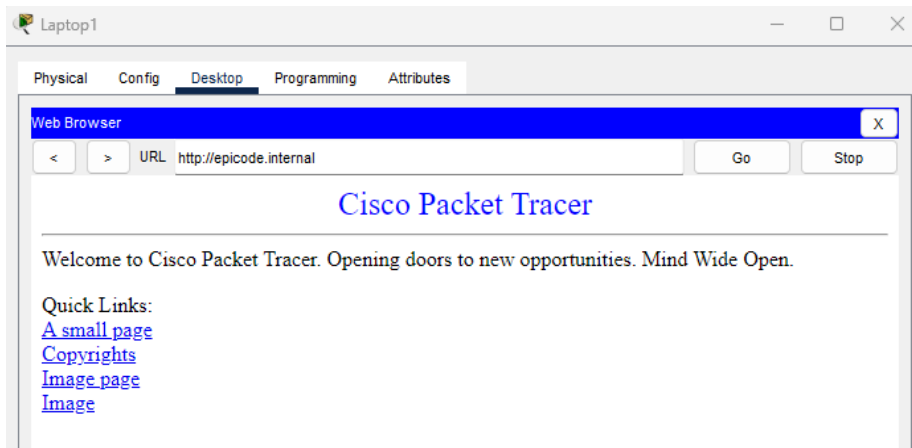 Laptop1
Physical Config Desktop Programming Attributes
Web Browser X
< > URL http://epicode.internal Go Stop
Cisco Packet Tracer
Welcome to Cisco Packet Tracer. Opening doors to new opportunities. Mind Wide Open.
Quick Links:
A small page
Copyrights
Image page
Image